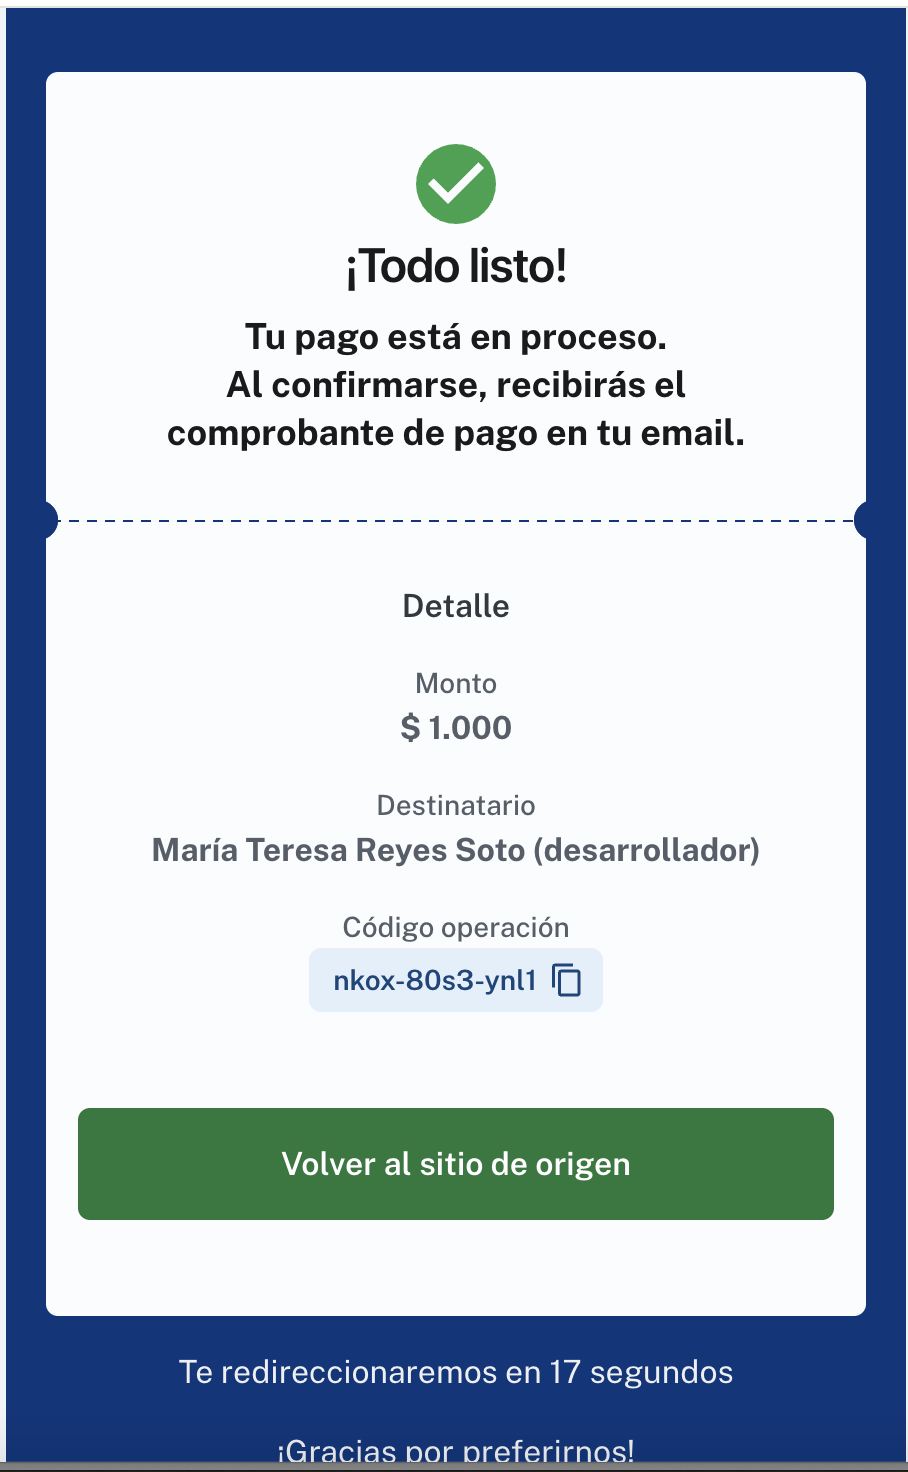 ¡Todo listo!
Tu pago está en proceso.
Al confirmarse, recibirás el
comprobante de pago en tu email.
Detalle
Monto
$ 1.000
Destinatario
María Teresa Reyes Soto (desarrollador)
Código operación
nkox-80s3-ynl1
Volver al sitio de origen
Te redireccionaremos en 17 segundos
¡Gracias por preferirnos!